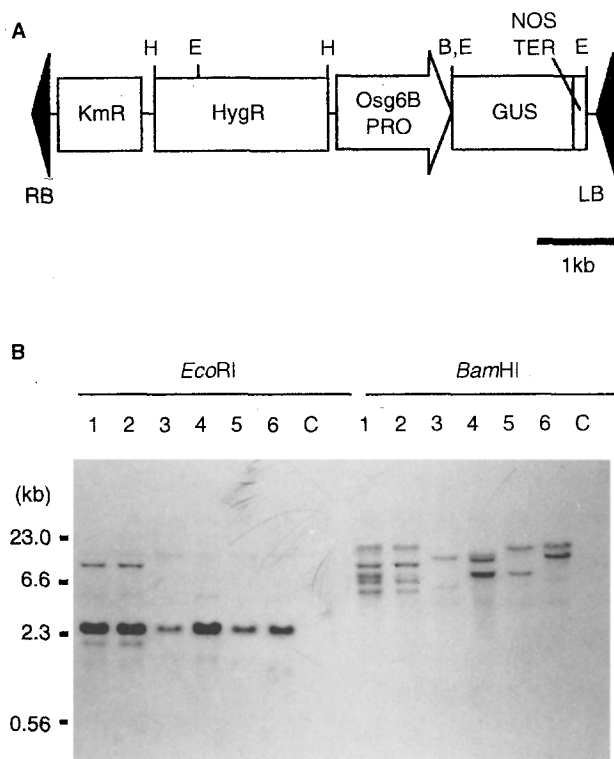 A
H E H B,E NOS TER E
KmR HygR Osg6B PRO GUS
RB LB
1kb
B
EcoRI BamHI
1 2 3 4 5 6 C 1 2 3 4 5 6 C
(kb)
23.0
6.6
2.3
0.56